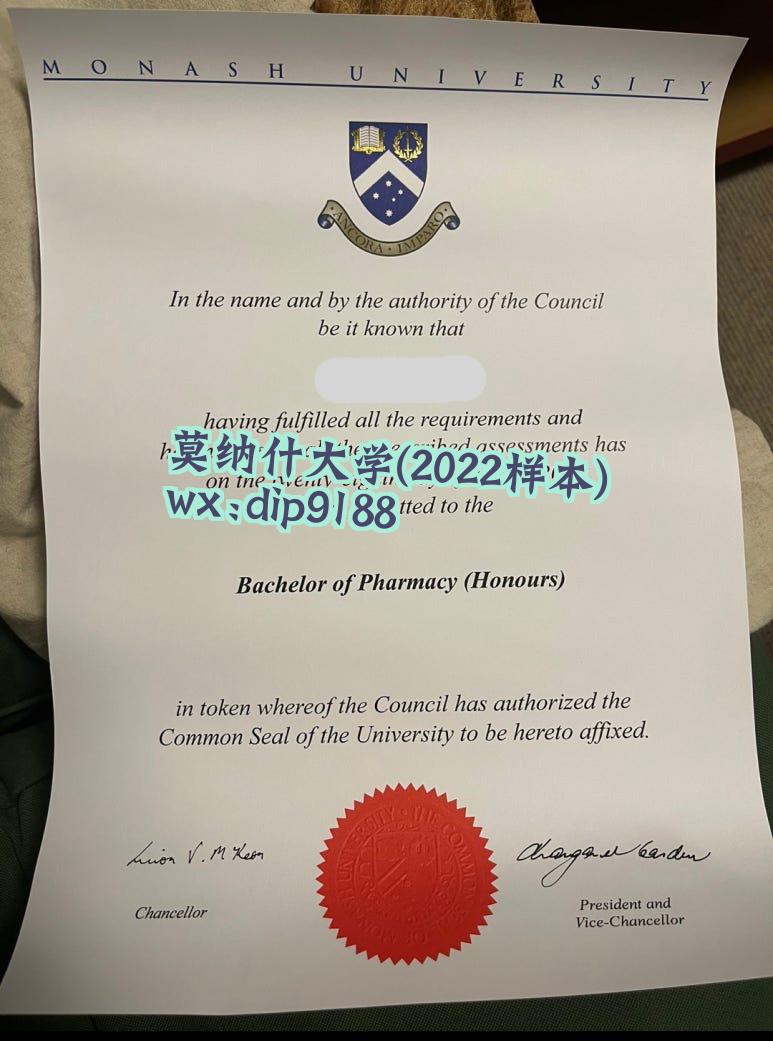 MONASH UNIVERSITY
ANCORA IMPARO
In the name and by the authority of the Council
be it known that
having fulfilled all the requirements and
assessments has
莫纳什大学(2022样本)
on the
wx:dip9188
to the
Bachelor of Pharmacy (Honours)
in token whereof the Council has authorized the
Common Seal of the University to be hereto affixed.
Chancellor
President and
Vice-Chancellor